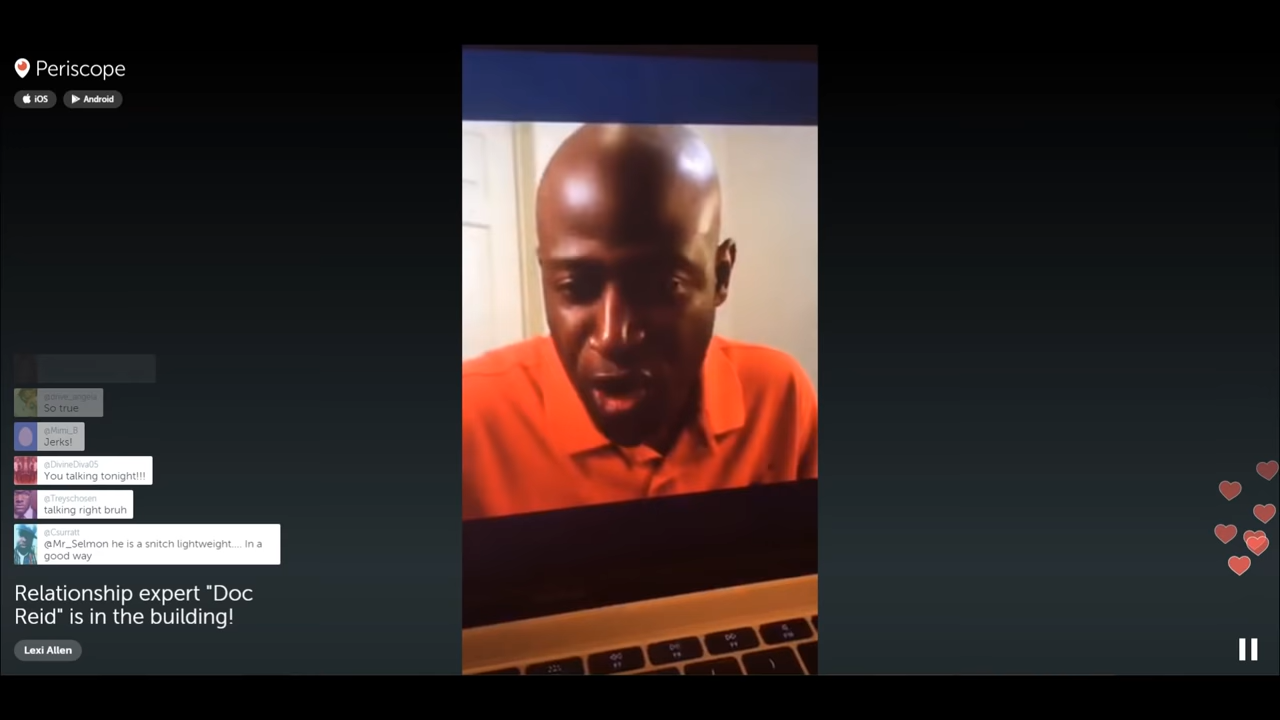 Periscope
iOS
Android
So true
@Mimi_B
Jerks!
@DivineDiva05
You talking tonight!!!
@Treyschosen
talking right bruh
@Csurratt
@Mr_Selmon he is a snitch lightweight.... In a
good way
Relationship expert "Doc
Reid" is in the building!
Lexi Allen